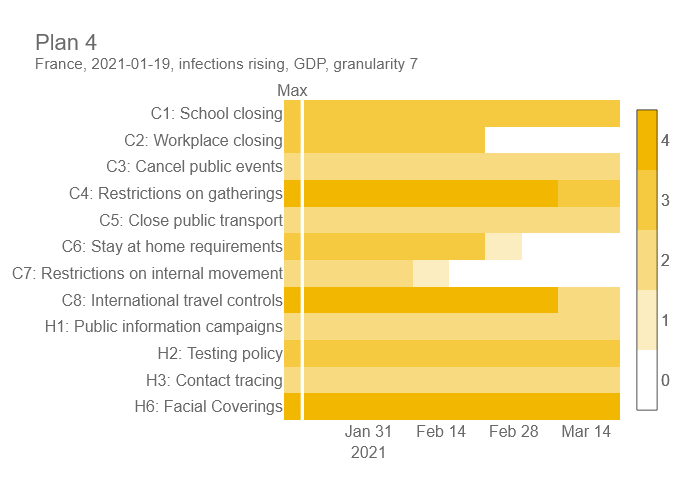 Plan 4
France, 2021-01-19, infections rising, GDP, granularity 7
Max
C1: School closing
C2: Workplace closing
C3: Cancel public events
C4: Restrictions on gatherings
C5: Close public transport
C6: Stay at home requirements
C7: Restrictions on internal movement
C8: International travel controls
H1: Public information campaigns
H2: Testing policy
H3: Contact tracing
H6: Facial Coverings
Jan 31 Feb 14 Feb 28 Mar 14
2021
4
3
2
1
0